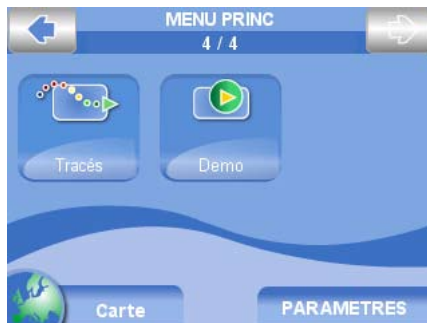 MENU PRINC
4 / 4
Tracés
Demo
Carte
PARAMETRES